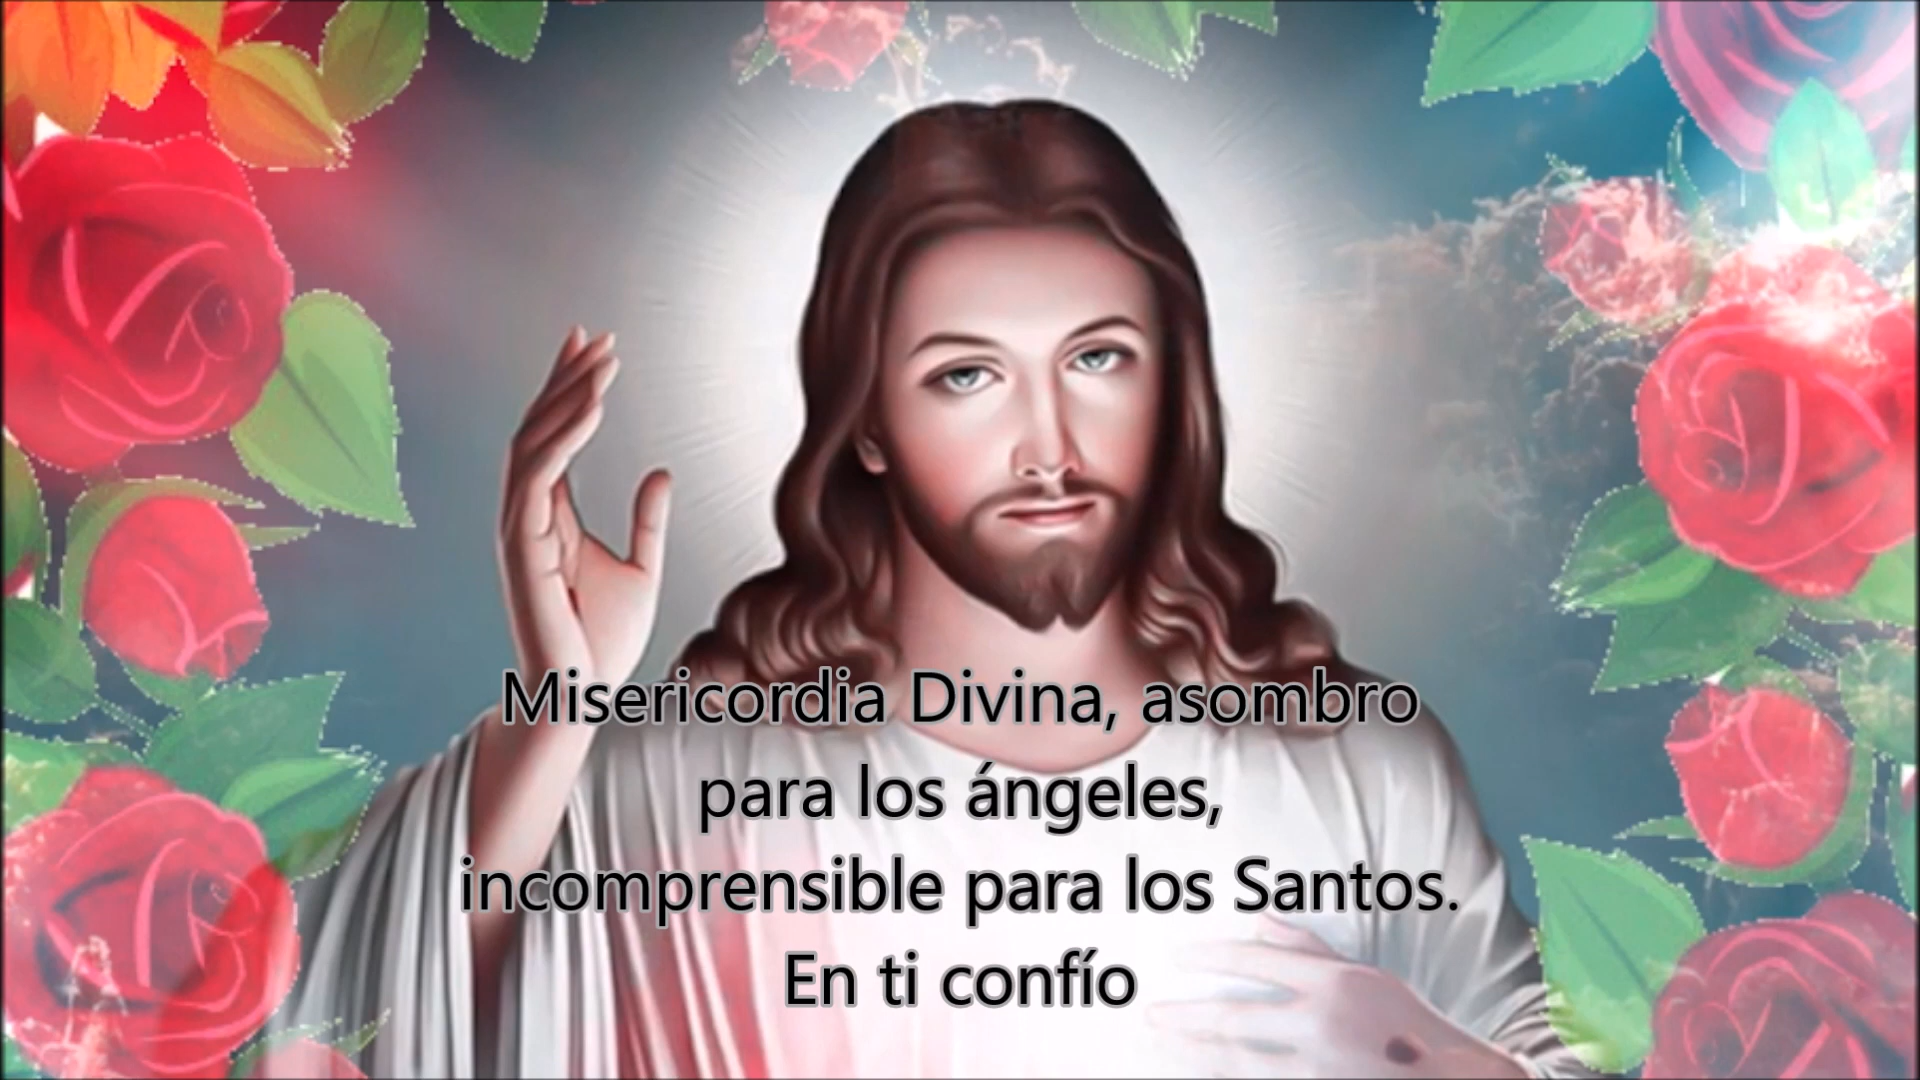 Misericordia Divina, asombro
para los ángeles,
incomprensible para los Santos.
En ti confío